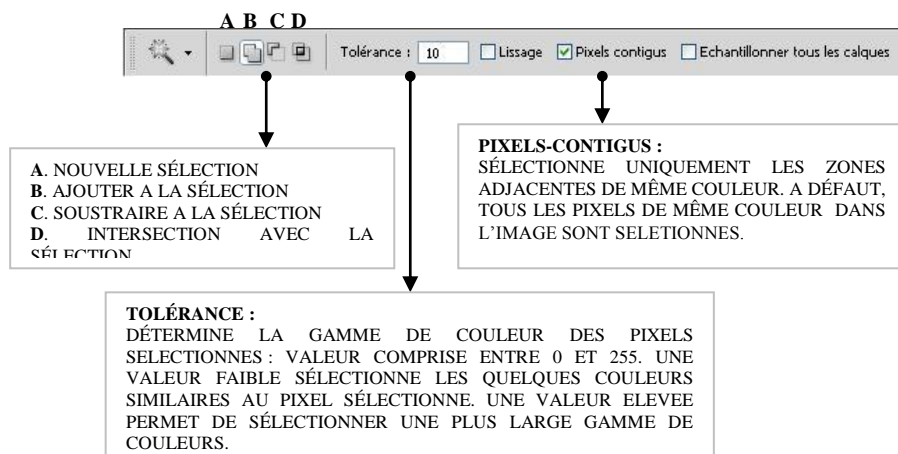 A B C D
Tolérance : 10 Lissage Pixels contigus Echantillonner tous les calques
A. NOUVELLE SÉLECTION
B. AJOUTER A LA SÉLECTION
C. SOUSTRAIRE A LA SÉLECTION
D. INTERSECTION AVEC LA
SÉLECTION
PIXELS-CONTIGUS :
SÉLECTIONNE UNIQUEMENT LES ZONES
ADJACENTES DE MÊME COULEUR. A DÉFAUT,
TOUS LES PIXELS DE MÊME COULEUR DANS
L’IMAGE SONT SELETIONNES.
TOLÉRANCE :
DÉTERMINE LA GAMME DE COULEUR DES PIXELS
SELECTIONNES : VALEUR COMPRISE ENTRE 0 ET 255. UNE
VALEUR FAIBLE SÉLECTIONNE LES QUELQUES COULEURS
SIMILAIRES AU PIXEL SÉLECTIONNE. UNE VALEUR ELEVEE
PERMET DE SÉLECTIONNER UNE PLUS LARGE GAMME DE
COULEURS.